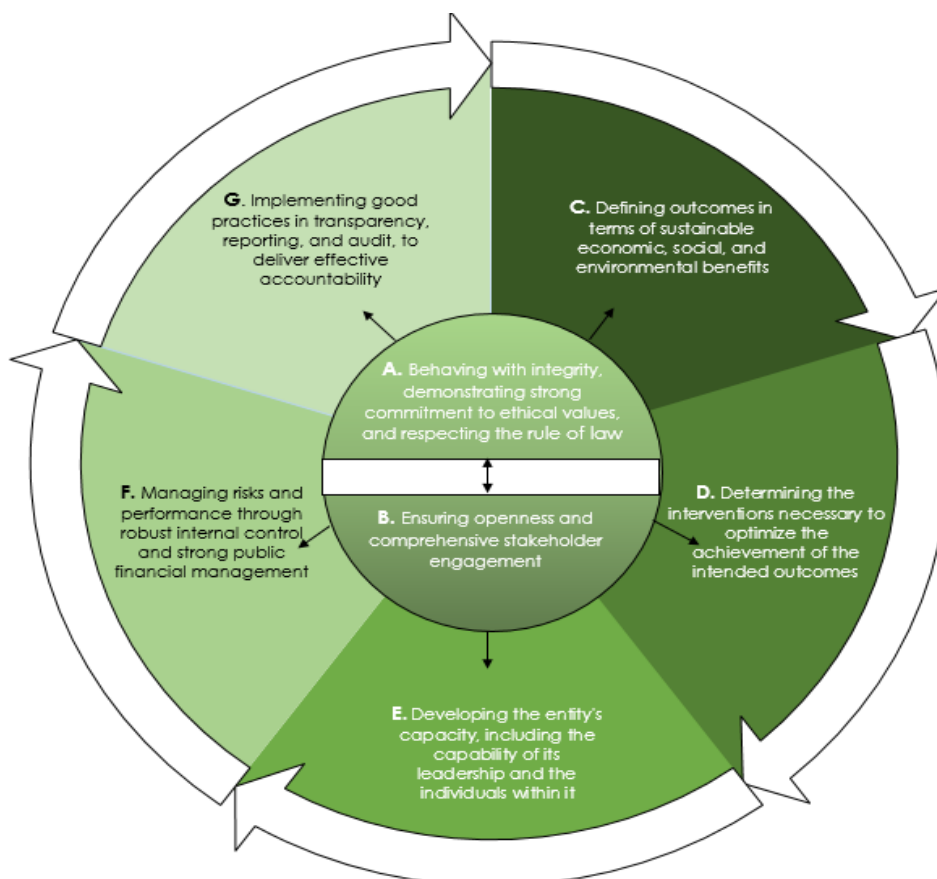 G. Implementing good
practices in transparency,
reporting, and audit, to
deliver effective
accountability
C. Defining outcomes in
terms of sustainable
economic, social, and
environmental benefits
A. Behaving with integrity,
demonstrating strong
commitment to ethical values,
and respecting the rule of law
B. Ensuring openness and
comprehensive stakeholder
engagement
F. Managing risks and
performance through
robust internal control
and strong public
financial management
D. Determining the
interventions necessary to
optimize the
achievement of the
intended outcomes
E. Developing the entity's
capacity, including the
capability of its
leadership and the
individuals within it